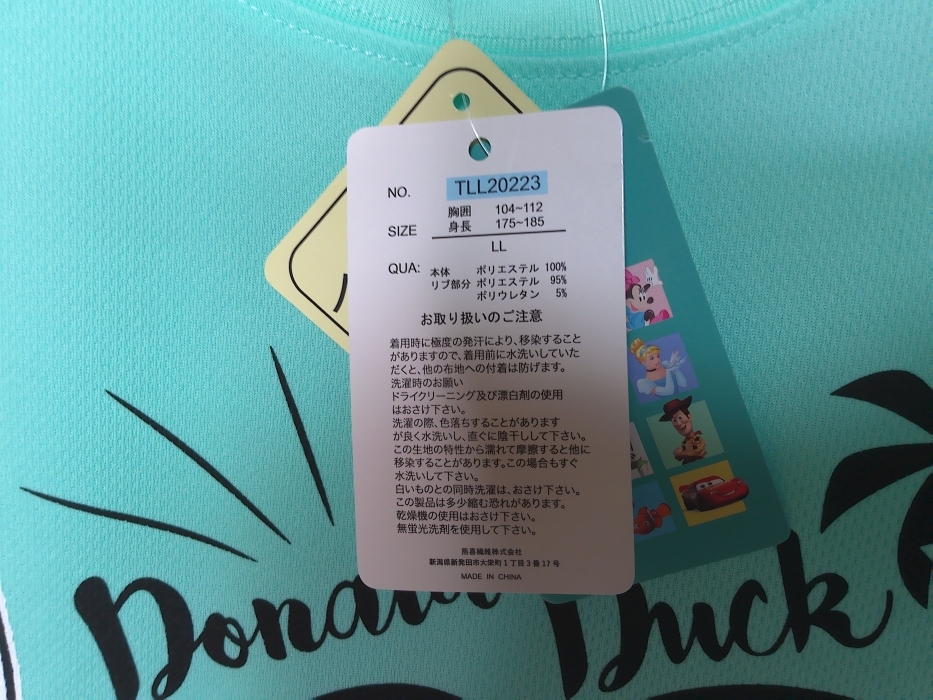 NO. TLL20223
SIZE 胸囲 104~112
身長 175~185
LL
QUA: 本体 ポリエステル 100%
リブ部分 ポリエステル 95%
ポリウレタン 5%
お取り扱いのご注意
着用時に極度の発汗により、移染すること
がありますので、着用前に水洗いしていた
だくと、他の布地への付着は防げます。
洗濯時のお願い
ドライクリーニング及び漂白剤の使用
はおさけ下さい。
洗濯の際、色落ちすることがあります
が良く水洗いし、直ぐに陰干しして下さい。
この生地の特性から濡れて摩擦すると他に
移染することがあります。この場合もすぐ
水洗いして下さい。
白いものとの同時洗濯は、おさけ下さい。
この製品は多少縮む恐れがあります。
乾燥機の使用はおさけ下さい。
無蛍光洗剤を使用して下さい。
熊喜繊維株式会社
新潟県新発田市大栄町1丁目3番17号
MADE IN CHINA
Donald Duck